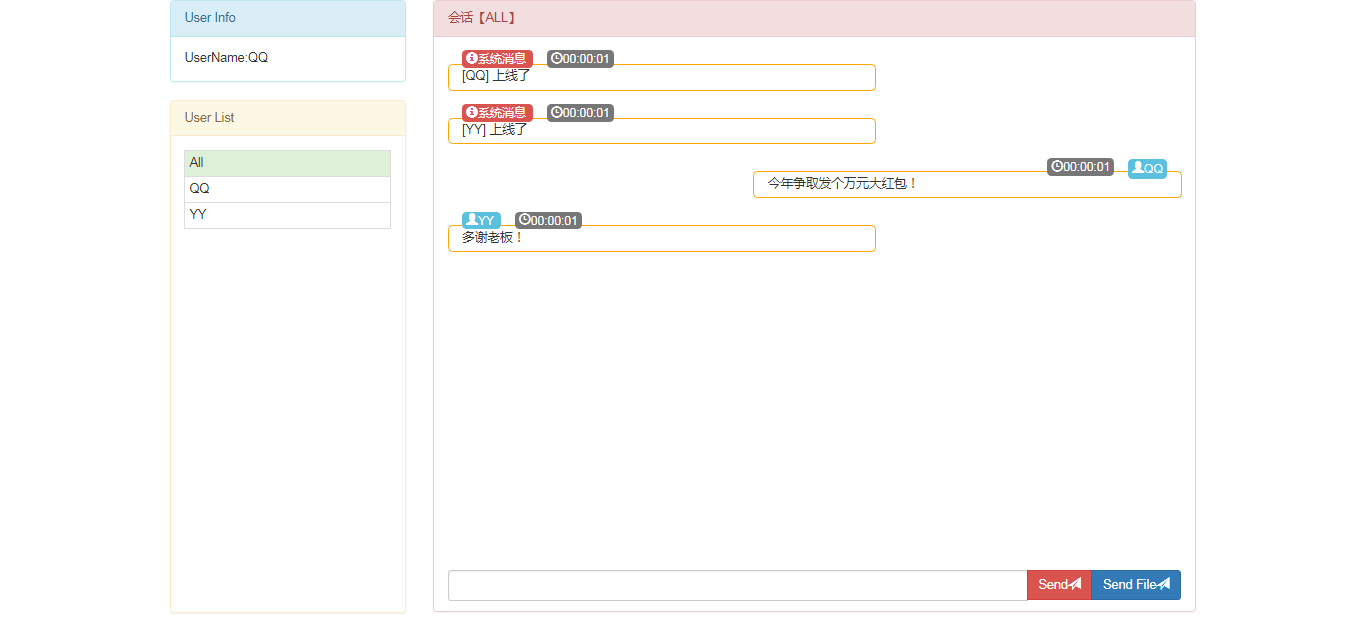 User Info
UserName:QQ
User List
All
QQ
YY
会话【ALL】
系统消息 00:00:01
[QQ] 上线了
系统消息 00:00:01
[YY] 上线了
00:00:01 QQ
今年争取发个万元大红包！
YY 00:00:01
多谢老板！
Send Send File